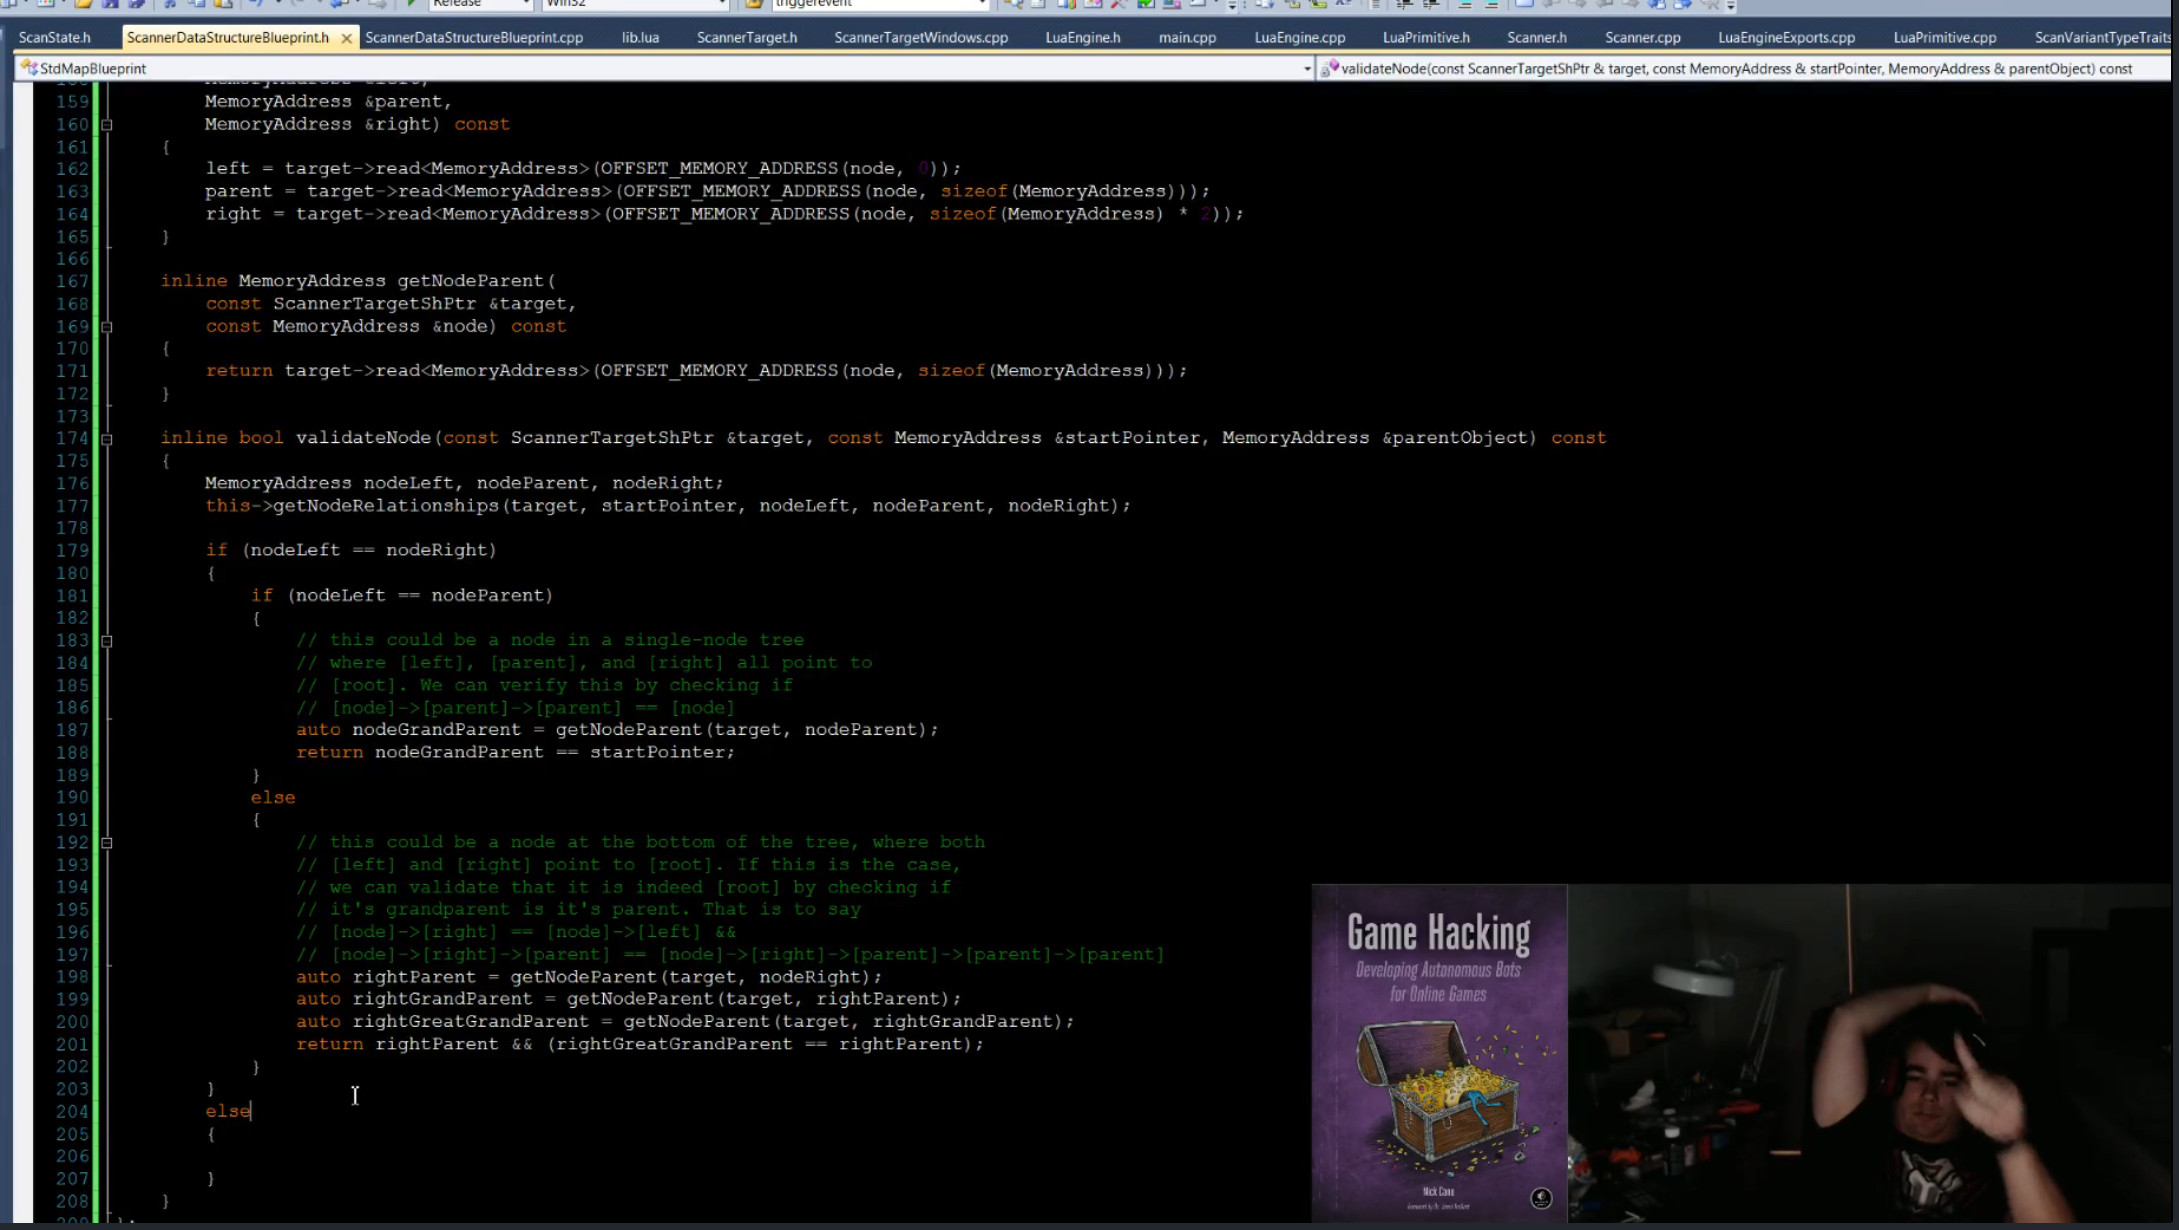 Release Win32 triggerevent
ScanState.h ScannerDataStructureBlueprint.h ScannerDataStructureBlueprint.cpp lib.lua ScannerTarget.h ScannerTargetWindows.cpp LuaEngine.h main.cpp LuaEngine.cpp LuaPrimitive.h Scanner.h Scanner.cpp LuaEngineExports.cpp LuaPrimitive.cpp ScanVariantTypeTraits
StdMapBlueprint validateNode(const ScannerTargetShPtr & target, const MemoryAddress & startPointer, MemoryAddress & parentObject) const
159 MemoryAddress &parent,
160 MemoryAddress &right) const
161 {
162 left = target->read<MemoryAddress>(OFFSET_MEMORY_ADDRESS(node, 0));
163 parent = target->read<MemoryAddress>(OFFSET_MEMORY_ADDRESS(node, sizeof(MemoryAddress)));
164 right = target->read<MemoryAddress>(OFFSET_MEMORY_ADDRESS(node, sizeof(MemoryAddress) * 2));
165 }
166
167 inline MemoryAddress getNodeParent(
168 const ScannerTargetShPtr &target,
169 const MemoryAddress &node) const
170 {
171 return target->read<MemoryAddress>(OFFSET_MEMORY_ADDRESS(node, sizeof(MemoryAddress)));
172 }
173
174 inline bool validateNode(const ScannerTargetShPtr &target, const MemoryAddress &startPointer, MemoryAddress &parentObject) const
175 {
176 MemoryAddress nodeLeft, nodeParent, nodeRight;
177 this->getNodeRelationships(target, startPointer, nodeLeft, nodeParent, nodeRight);
178
179 if (nodeLeft == nodeRight)
180 {
181 if (nodeLeft == nodeParent)
182 {
183 // this could be a node in a single-node tree
184 // where [left], [parent], and [right] all point to
185 // [root]. We can verify this by checking if
186 // [node]->[parent]->[parent] == [node]
187 auto nodeGrandParent = getNodeParent(target, nodeParent);
188 return nodeGrandParent == startPointer;
189 }
190 else
191 {
192 // this could be a node at the bottom of the tree, where both
193 // [left] and [right] point to [root]. If this is the case,
194 // we can validate that it is indeed [root] by checking if
195 // it's grandparent is it's parent. That is to say
196 // [node]->[right] == [node]->[left] &&
197 // [node]->[right]->[parent] == [node]->[right]->[parent]->[parent]->[parent]
198 auto rightParent = getNodeParent(target, nodeRight);
199 auto rightGrandParent = getNodeParent(target, rightParent);
200 auto rightGreatGrandParent = getNodeParent(target, rightGrandParent);
201 return rightParent && (rightGreatGrandParent == rightParent);
202 }
203 }
204 else
205 {
206
207 }
208 }
Game Hacking
Developing Autonomous Bots
for Online Games
Nick Cano